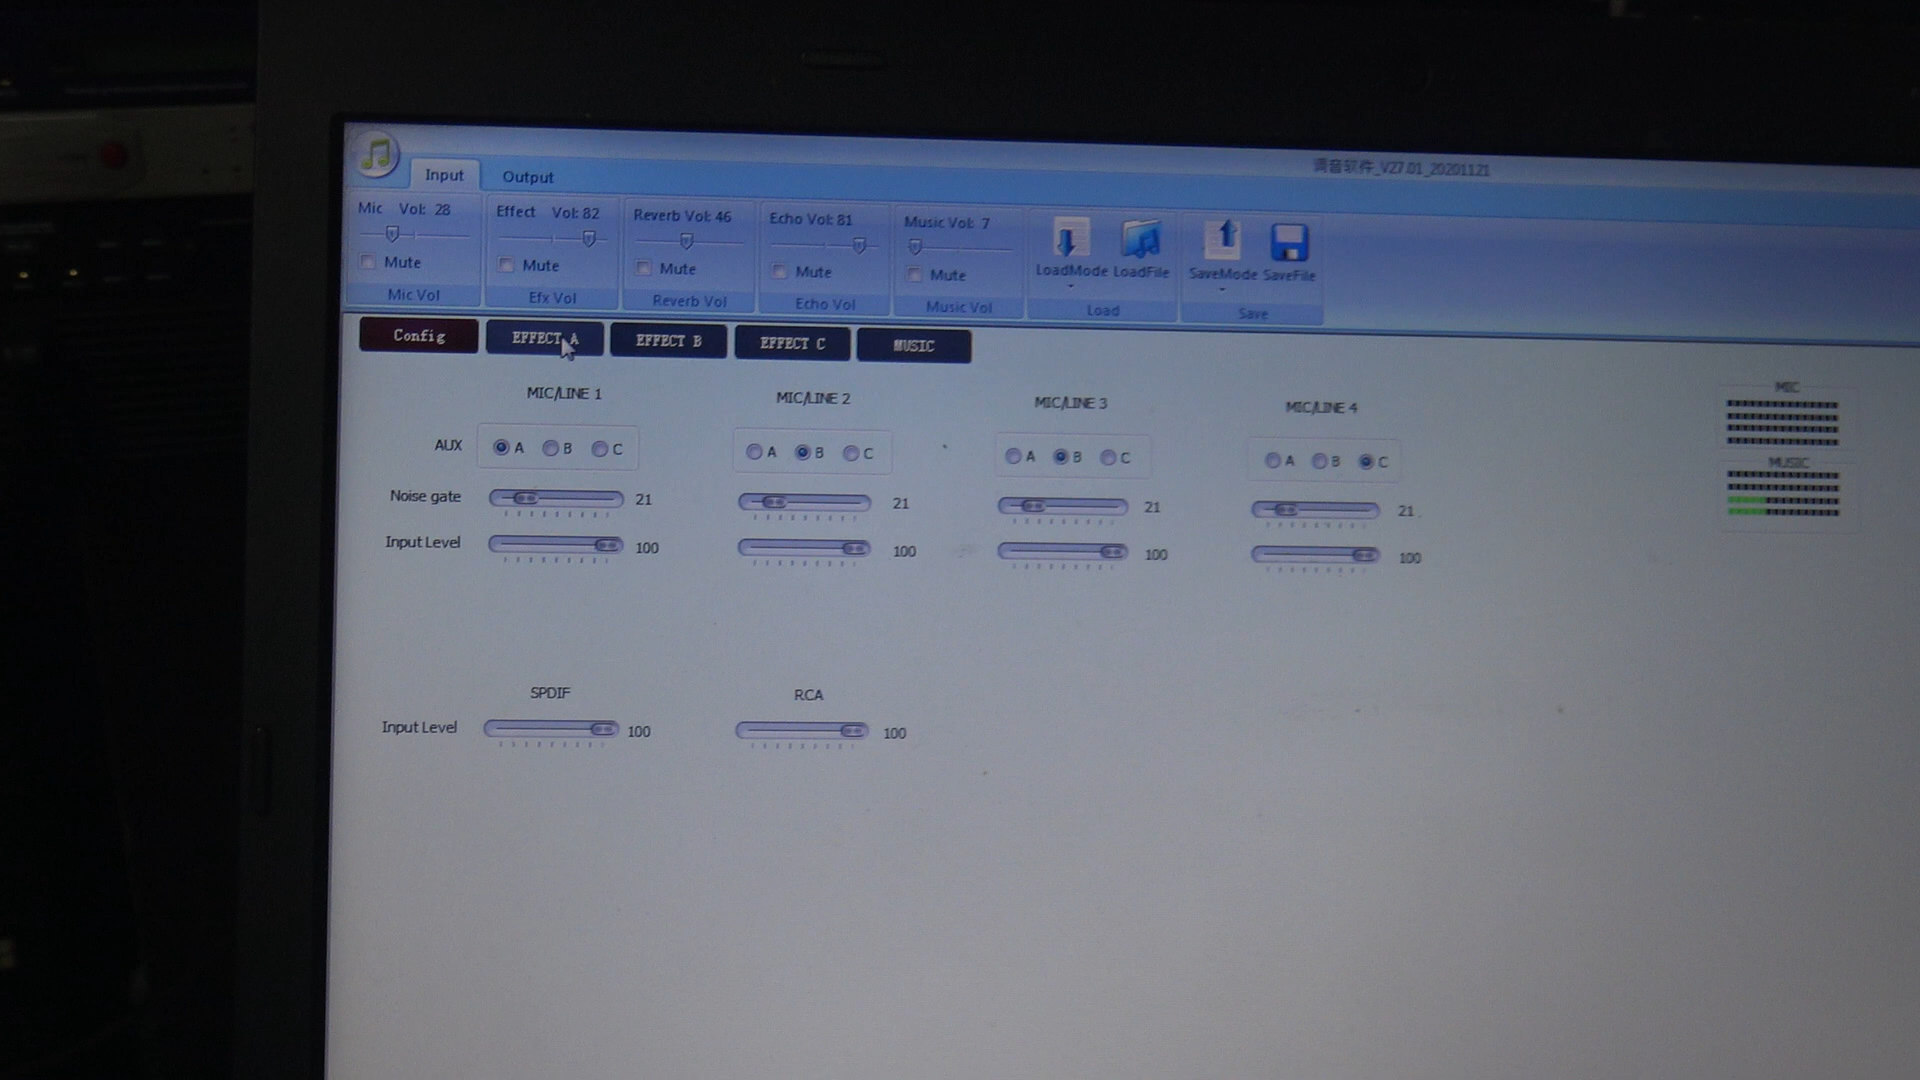 调音软件_V27.01_20201121
Input Output
Mic Vol: 28 Effect Vol: 82 Reverb Vol: 46 Echo Vol: 81 Music Vol: 7
Mute Mute Mute Mute Mute LoadMode LoadFile SaveMode SaveFile
Mic Vol Efx Vol Reverb Vol Echo Vol Music Vol Load Save
Config EFFECT A EFFECT B EFFECT C MUSIC
MIC/LINE 1 MIC/LINE 2 MIC/LINE 3 MIC/LINE 4 MIC
AUX A B C A B C A B C A B C MUSIC
Noise gate 21 21 21 21
Input Level 100 100 100 100
SPDIF RCA
Input Level 100 100